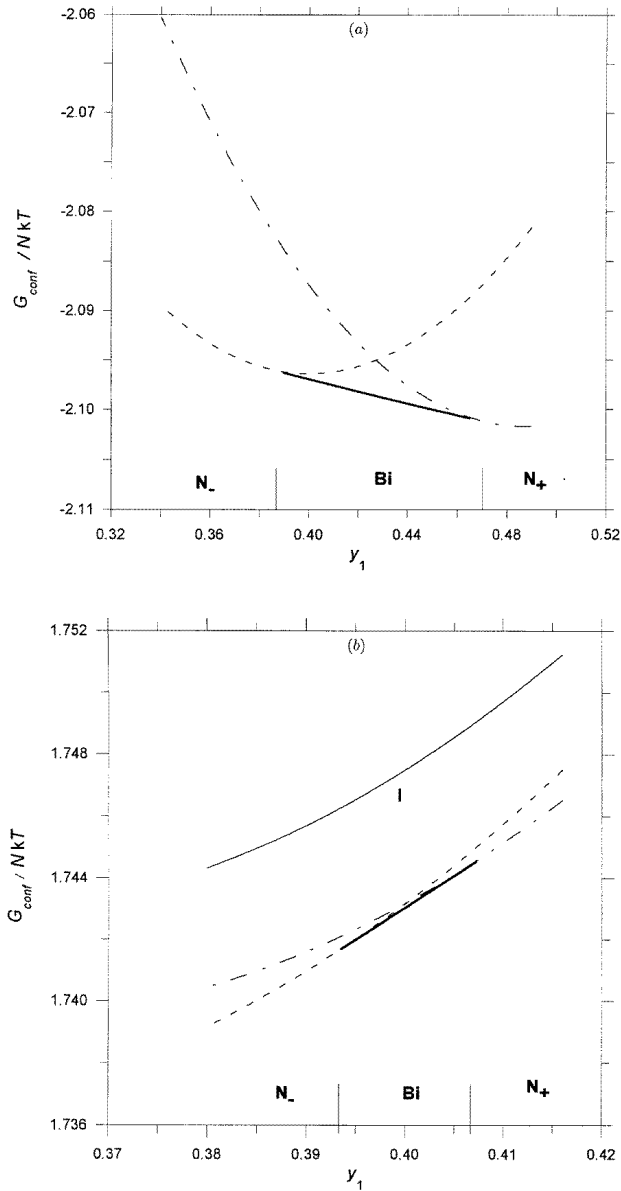 (a)
-2.06
-2.07
-2.08
-2.09
-2.10
-2.11
G_conf / NkT
N_- Bi N_+
0.32 0.36 0.40 0.44 0.48 0.52
y_1
(b)
1.752
1.748
1.744
1.740
1.736
G_conf / NkT
I
N_- Bi N_+
0.37 0.38 0.39 0.40 0.41 0.42
y_1